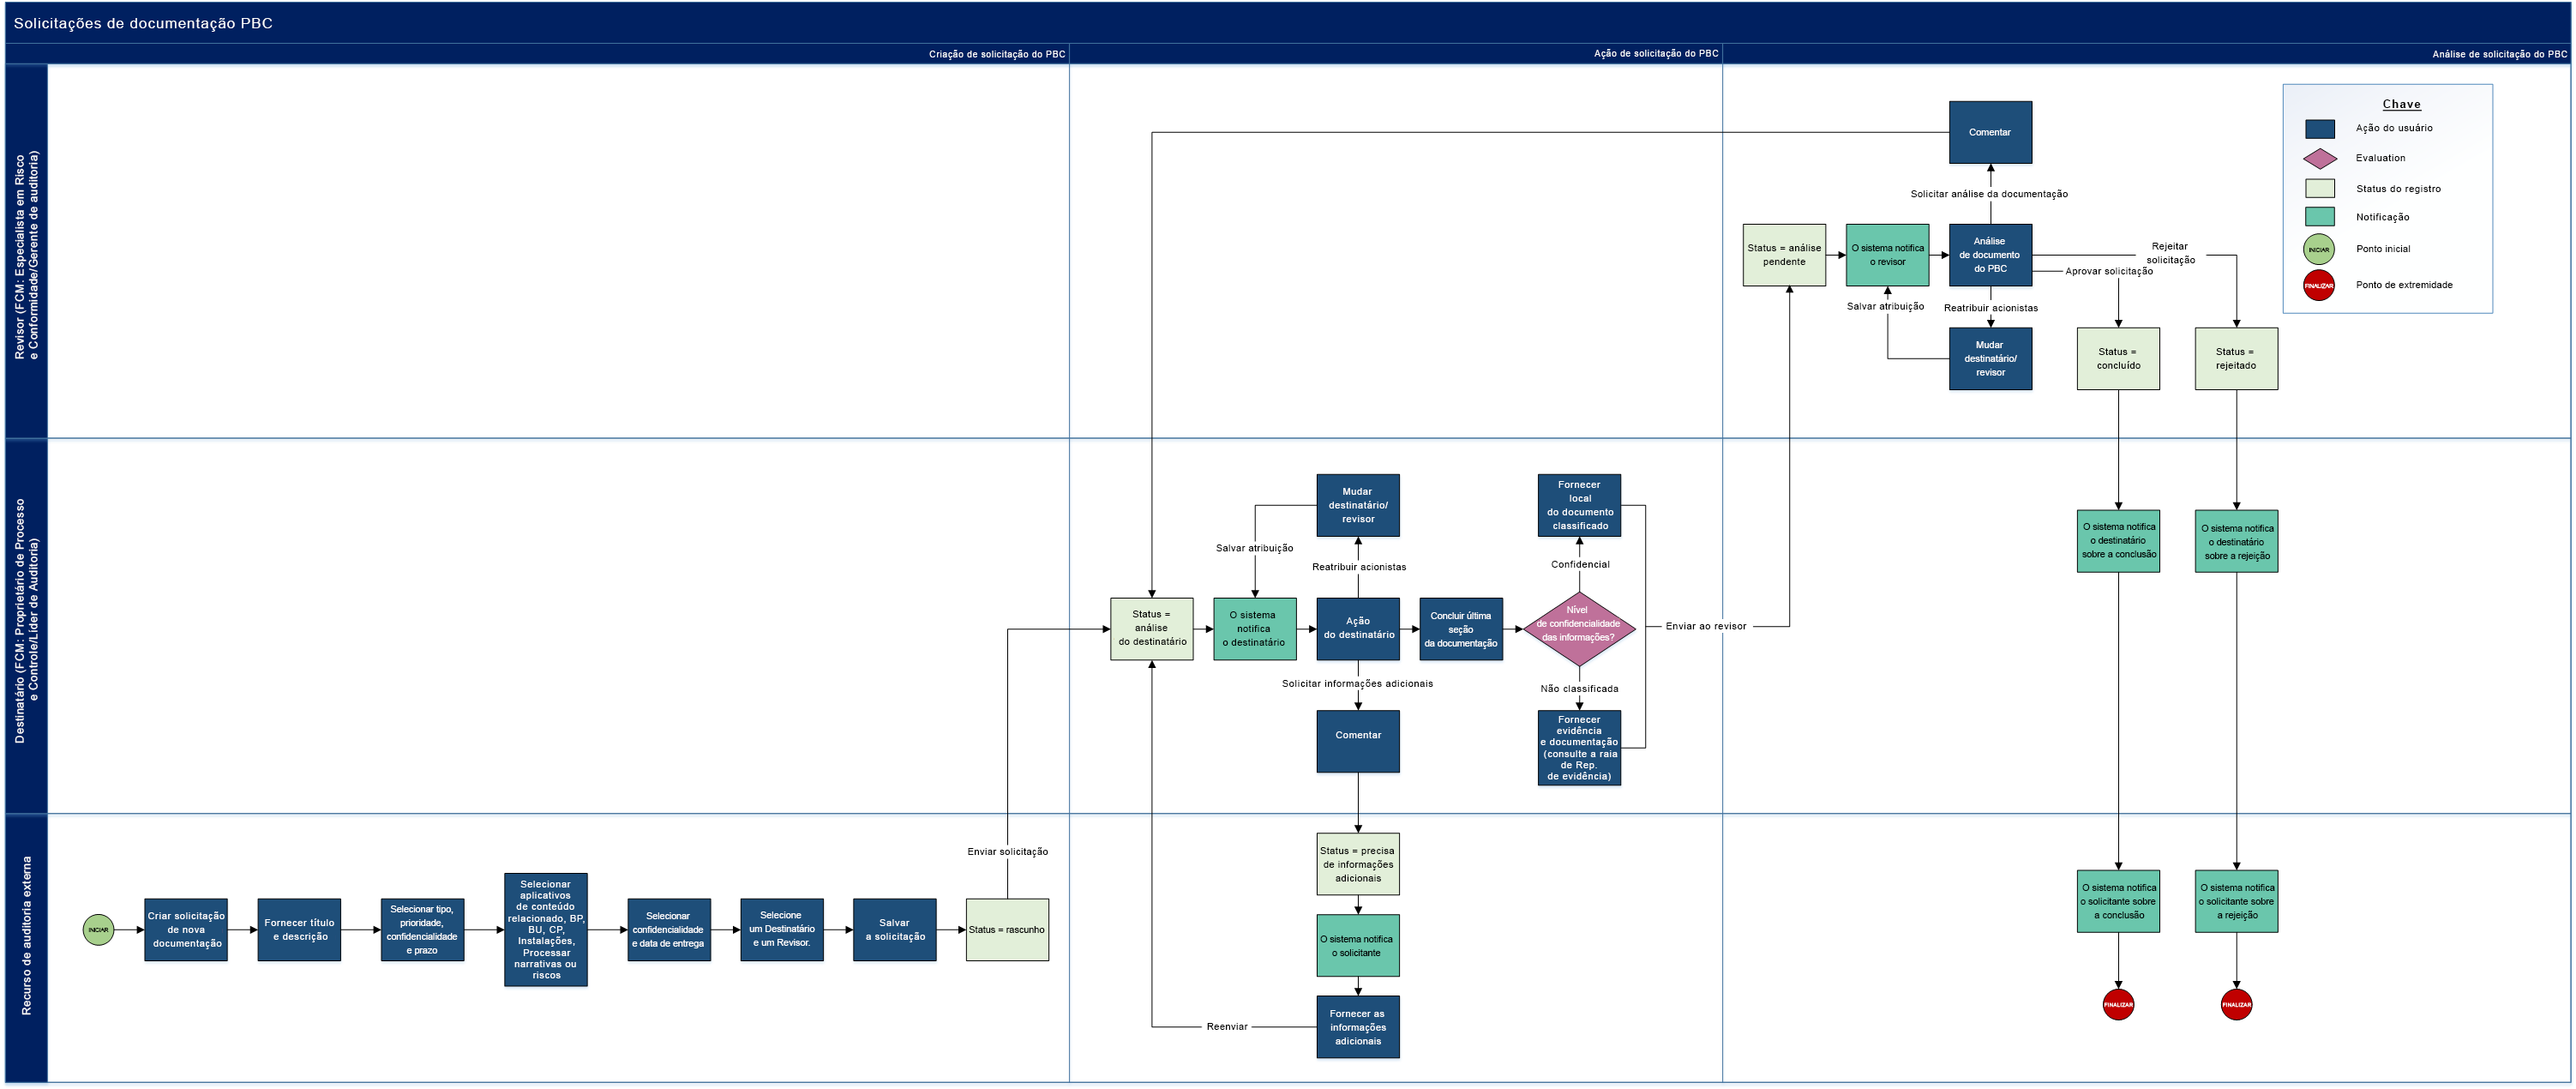 Solicitações de documentação PBC
Criação de solicitação do PBC
Ação de solicitação do PBC
Análise de solicitação do PBC
Revisor (FCM: Especialista em Risco
e Conformidade/Gerente de auditoria)
Comentar
Solicitar análise da documentação
Status = análise
pendente
O sistema notifica
o revisor
Análise
de documento
do PBC
Rejeitar
solicitação
Aprovar solicitação
Salvar atribuição
Reatribuir acionistas
Mudar
destinatário/
revisor
Status =
concluído
Status =
rejeitado
Chave
Ação do usuário
Evaluation
Status do registro
Notificação
INICIAR
Ponto inicial
FINALIZAR
Ponto de extremidade
Destinatário (FCM: Proprietário de Processo
e Controle/Líder de Auditoria)
Mudar
destinatário/
revisor
Salvar atribuição
Reatribuir acionistas
Status =
análise
do destinatário
O sistema
notifica
o destinatário
Ação
do destinatário
Concluir última
seção
da documentação
Fornecer
local
do documento
classificado
Confidencial
Nível
de confidencialidade
das informações?
Não classificada
Fornecer
evidência
e documentação
(consulte a raia
de Rep.
de evidência)
Enviar ao revisor
Solicitar informações adicionais
Comentar
O sistema notifica
o destinatário
sobre a conclusão
O sistema notifica
o destinatário
sobre a rejeição
Recurso de auditoria externa
INICIAR
Criar solicitação
de nova
documentação
Fornecer título
e descrição
Selecionar tipo,
prioridade,
confidencialidade
e prazo
Selecionar
aplicativos
de conteúdo
relacionado, BP,
BU, CP,
Instalações,
Processar
narrativas ou
riscos
Selecionar
confidencialidade
e data de entrega
Selecione
um Destinatário
e um Revisor.
Salvar
a solicitação
Status = rascunho
Enviar solicitação
Status = precisa
de informações
adicionais
O sistema notifica
o solicitante
Fornecer as
informações
adicionais
Reenviar
O sistema notifica
o solicitante sobre
a conclusão
O sistema notifica
o solicitante sobre
a rejeição
FINALIZAR
FINALIZAR